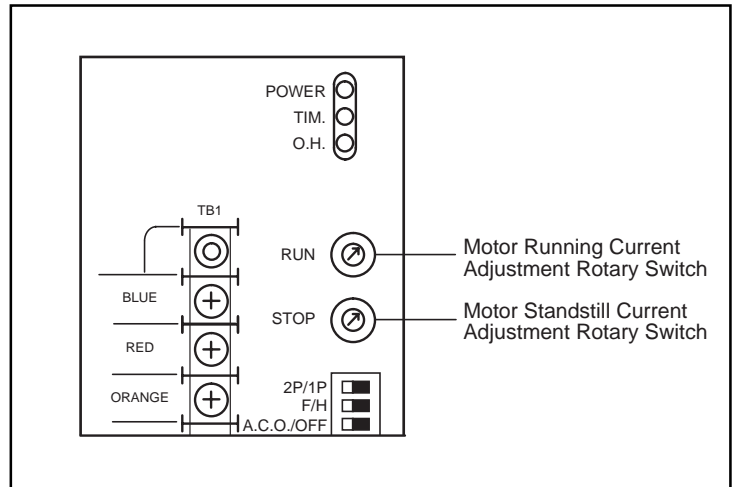 POWER
TIM.
O.H.
TB1
RUN
Motor Running Current
Adjustment Rotary Switch
BLUE
STOP
Motor Standstill Current
Adjustment Rotary Switch
RED
ORANGE
2P/1P
F/H
A.C.O./OFF